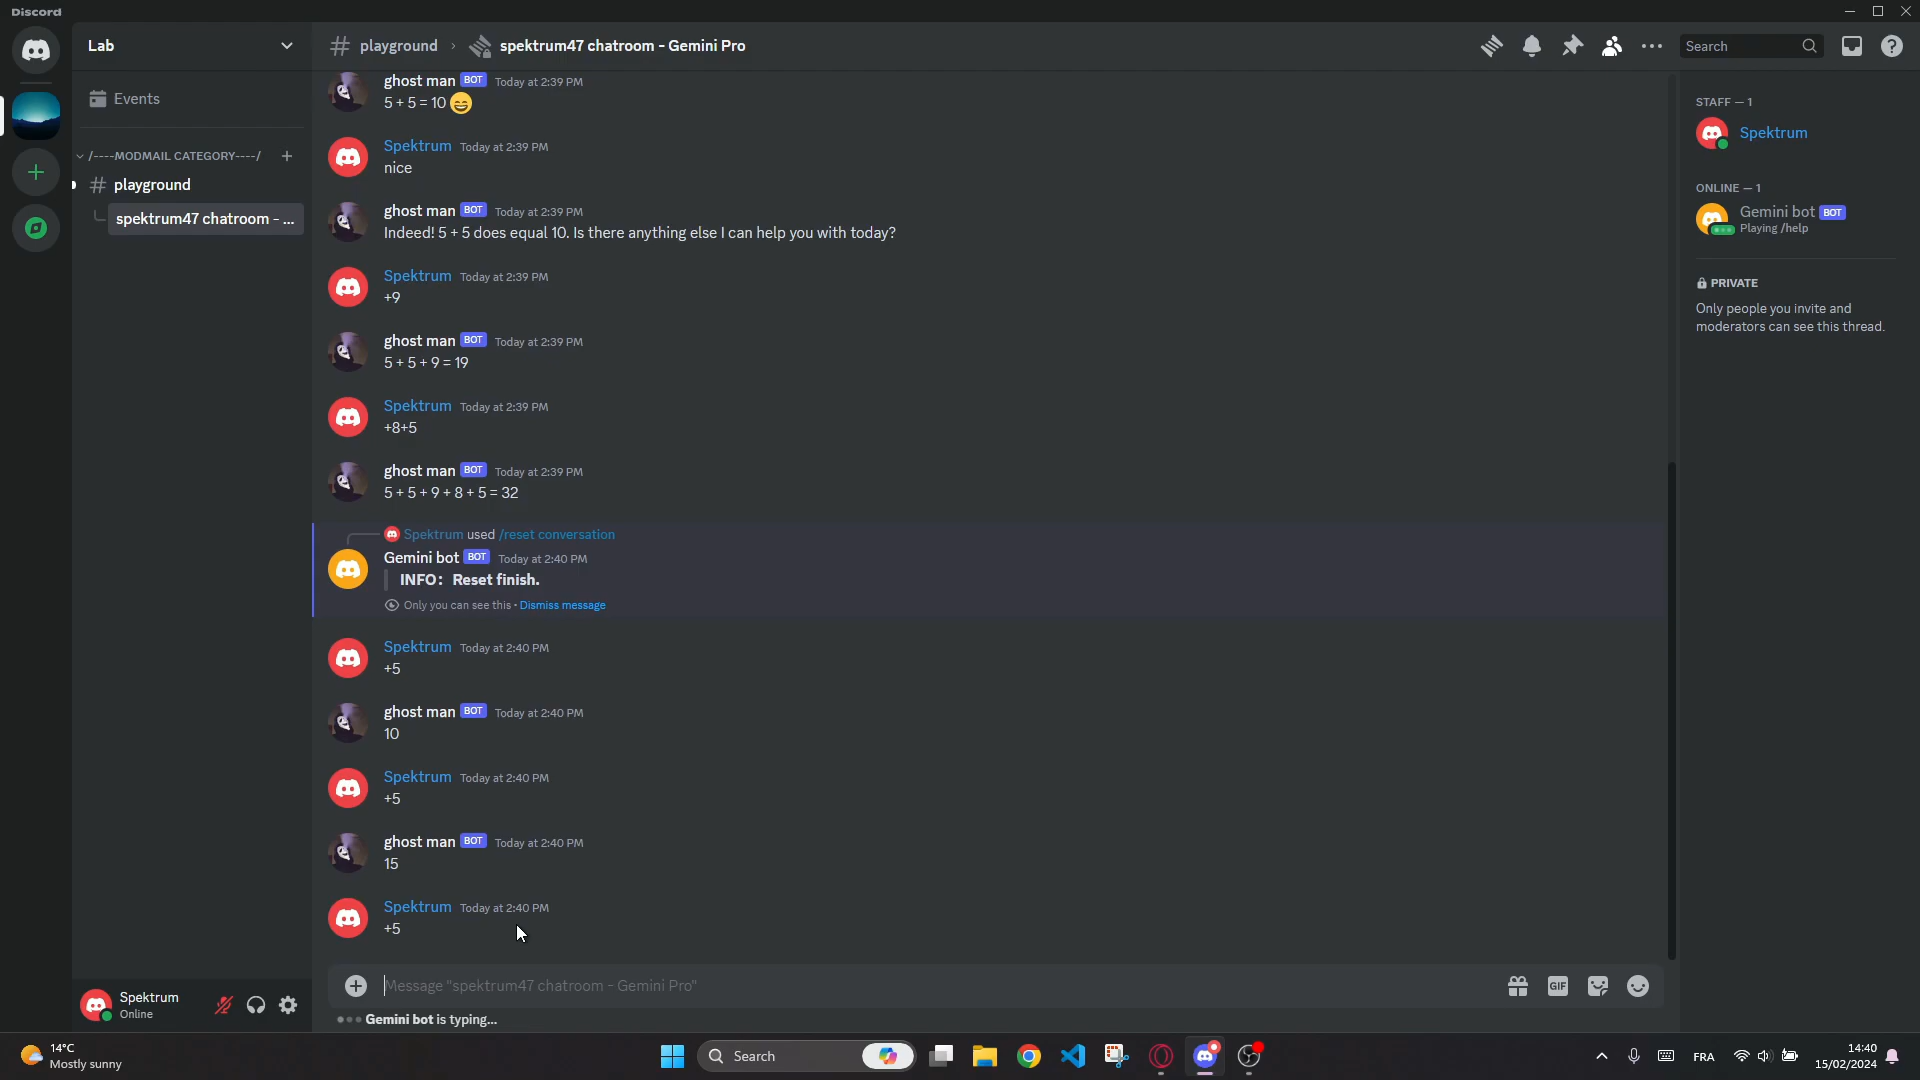 Discord
Lab
Events
/----MODMAIL CATEGORY----/
playground
spektrum47 chatroom - ...
Spektrum
Online
playground › spektrum47 chatroom - Gemini Pro
Search
ghost man BOT Today at 2:39 PM
5 + 5 = 10 😄
Spektrum Today at 2:39 PM
nice
ghost man BOT Today at 2:39 PM
Indeed! 5 + 5 does equal 10. Is there anything else I can help you with today?
Spektrum Today at 2:39 PM
+9
ghost man BOT Today at 2:39 PM
5 + 5 + 9 = 19
Spektrum Today at 2:39 PM
+8+5
ghost man BOT Today at 2:39 PM
5 + 5 + 9 + 8 + 5 = 32
Spektrum used /reset conversation
Gemini bot BOT Today at 2:40 PM
INFO: Reset finish.
Only you can see this • Dismiss message
Spektrum Today at 2:40 PM
+5
ghost man BOT Today at 2:40 PM
10
Spektrum Today at 2:40 PM
+5
ghost man BOT Today at 2:40 PM
15
Spektrum Today at 2:40 PM
+5
Message "spektrum47 chatroom - Gemini Pro"
GIF
Gemini bot is typing...
STAFF — 1
Spektrum
ONLINE — 1
Gemini bot BOT
Playing /help
PRIVATE
Only people you invite and
moderators can see this thread.
14°C
Mostly sunny
Search
FRA
14:40
15/02/2024